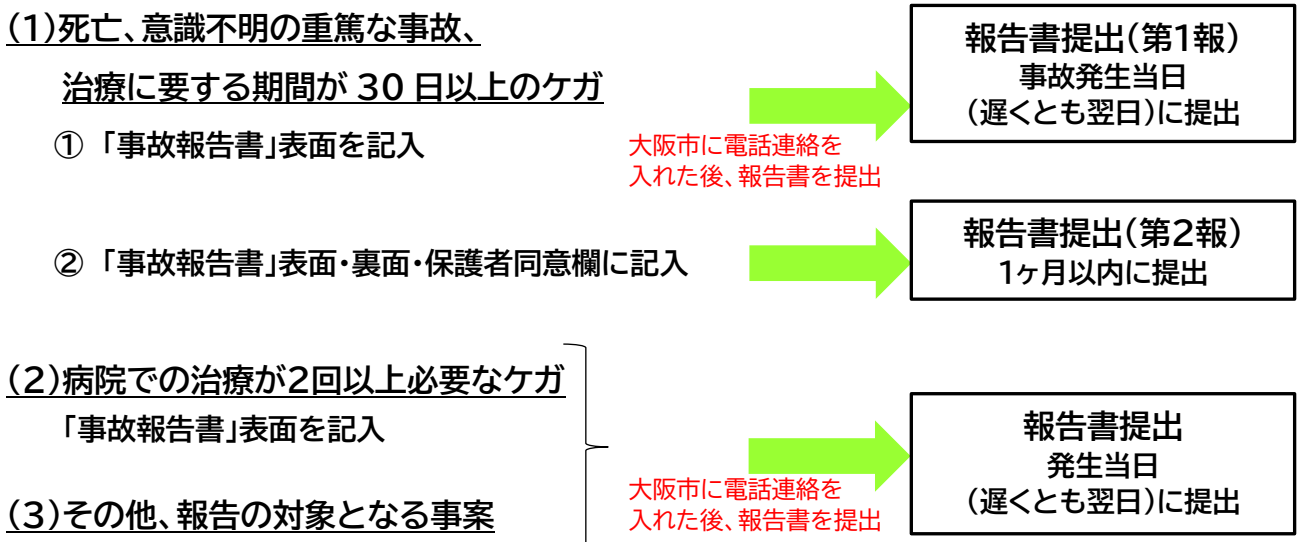 (1)死亡、意識不明の重篤な事故、
治療に要する期間が 30 日以上のケガ
① 「事故報告書」表面を記入
大阪市に電話連絡を
入れた後、報告書を提出
報告書提出(第1報)
事故発生当日
(遅くとも翌日)に提出
② 「事故報告書」表面・裏面・保護者同意欄に記入
報告書提出(第2報)
1ヶ月以内に提出
(2)病院での治療が2回以上必要なケガ
「事故報告書」表面を記入
(3)その他、報告の対象となる事案
大阪市に電話連絡を
入れた後、報告書を提出
報告書提出
発生当日
(遅くとも翌日)に提出